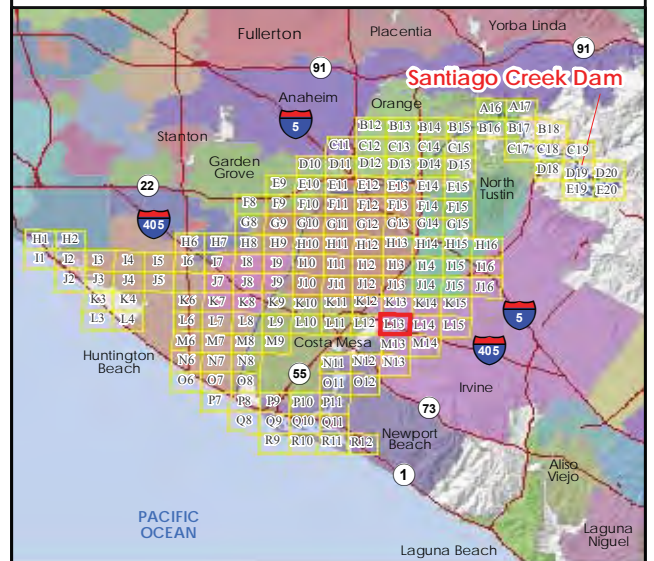 Fullerton
Placentia
Yorba Linda
91
91
Santiago Creek Dam
Anaheim
Orange
A16 A17
5
B12 B13 B14 B15 B16 B17 B18
Stanton
C11 C12 C13 C14 C15 C17 C18 C19
Garden
Grove
D10 D11 D12 D13 D14 D15 D18 D19 D20
22
E9 E10 E11 E12 E13 E14 E15 E19 E20
North
Tustin
F8 F9 F10 F11 F12 F13 F14 F15
405
G8 G9 G10 G11 G12 G13 G14 G15
H1 H2 H6 H7 H8 H9 H10 H11 H12 H13 H14 H15 H16
I1 I2 I3 I4 I5 I6 I7 I8 I9 I10 I11 I12 I13 I14 I15 I16
J2 J3 J4 J5 J6 J7 J8 J9 J10 J11 J12 J13 J14 J15 J16
K3 K4 K6 K7 K8 K9 K10 K11 K12 K13 K14 K15
5
L3 L4 L6 L7 L8 L9 L10 L11 L12 L13 L14 L15
M6 M7 M8 M9 Costa Mesa M13 M14
405
Huntington
Beach
N6 N7 N8 N11 N12 N13
55
O6 O7 O8 O11 O12
Irvine
P7 P8 P9 P10 P11
73
Q8 Q9 Q10 Q11
R9 R10 R11 R12
Newport
Beach
1
Aliso
Viejo
PACIFIC
OCEAN
Laguna
Niguel
Laguna Beach